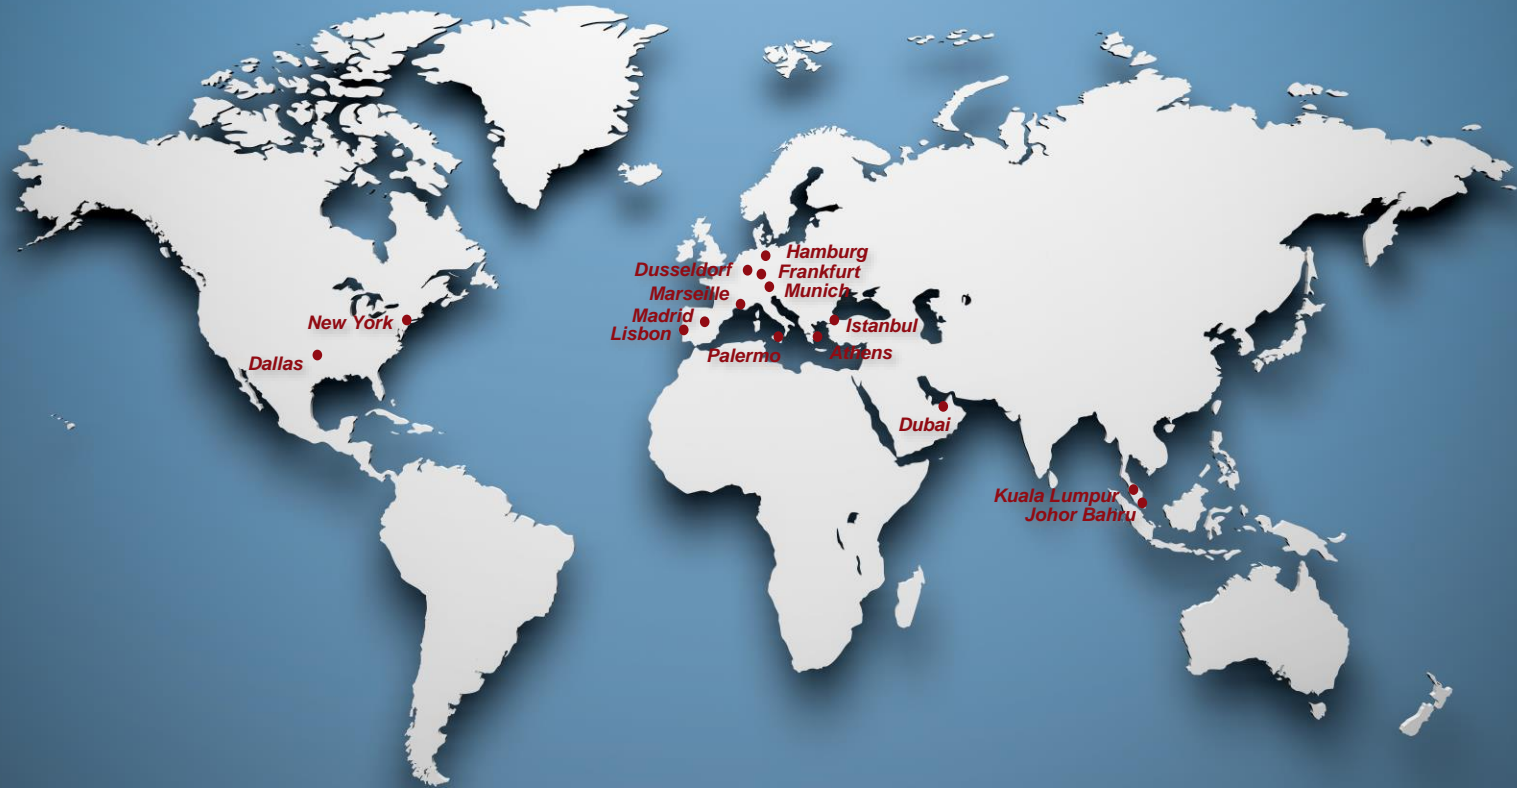 Hamburg
Dusseldorf
Frankfurt
Munich
Marseille
Madrid
Lisbon
New York
Istanbul
Palermo
Athens
Dallas
Dubai
Kuala Lumpur
Johor Bahru